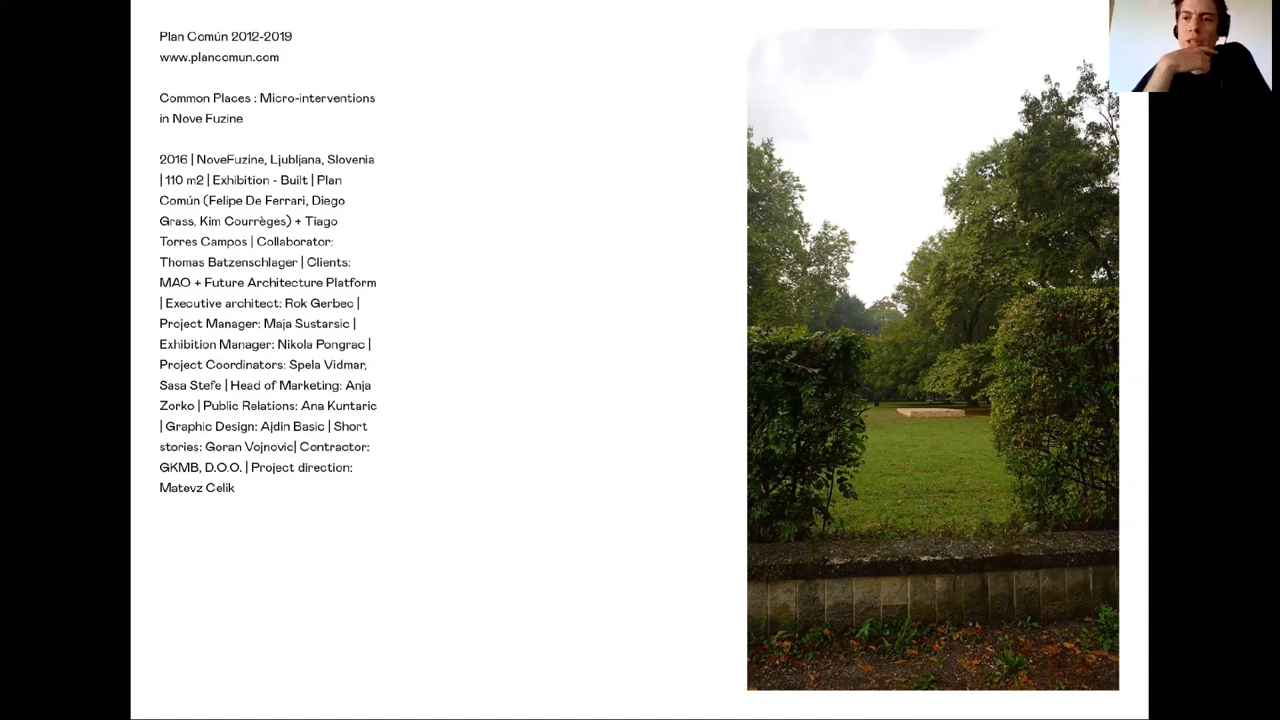 Plan Común 2012-2019
www.plancomun.com
Common Places : Micro-interventions
in Nove Fuzine
2016 | NoveFuzine, Ljubljana, Slovenia
| 110 m2 | Exhibition - Built | Plan
Común (Felipe De Ferrari, Diego
Grass, Kim Courrèges) + Tiago
Torres Campos | Collaborator:
Thomas Batzenschlager | Clients:
MAO + Future Architecture Platform
| Executive architect: Rok Gerbec |
Project Manager: Maja Sustarsic |
Exhibition Manager: Nikola Pongrac |
Project Coordinators: Spela Vidmar,
Sasa Stefe | Head of Marketing: Anja
Zorko | Public Relations: Ana Kuntaric
| Graphic Design: Ajdin Basic | Short
stories: Goran Vojnovic| Contractor:
GKMB, D.O.O. | Project direction:
Matevz Celik